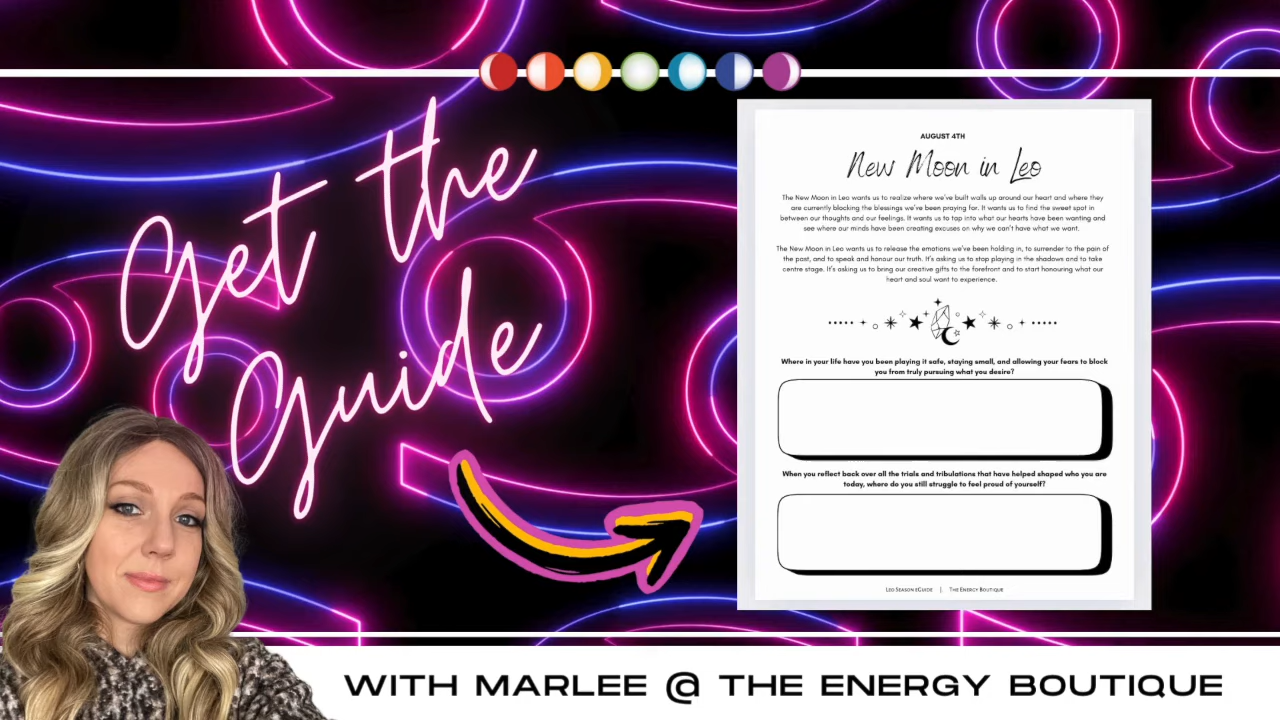 Get the
Guide
AUGUST 4TH
New Moon in Leo
The New Moon in Leo wants us to realize where we've built walls up around our heart and where they
are currently blocking the blessings we've been praying for. It wants us to find the sweet spot in
between our thoughts and our feelings. It wants us to tap into what our hearts have been wanting and
see where our minds have been creating excuses on why we can't have what we want.
The New Moon in Leo wants us to release the emotions we've been holding in, to surrender to the pain of
the past, and to speak and honour our truth. It's asking us to stop playing in the shadows and to take
centre stage. It's asking us to bring our creative gifts to the forefront and to start honouring what our
heart and soul want to experience.
Where in your life have you been playing it safe, staying small, and allowing your fears to block
you from truly pursuing what you desire?
When you reflect back over all the trials and tribulations that have helped shaped who you are
today, where do you still struggle to feel proud of yourself?
LEO SEASON EGUIDE | THE ENERGY BOUTIQUE
WITH MARLEE @ THE ENERGY BOUTIQUE